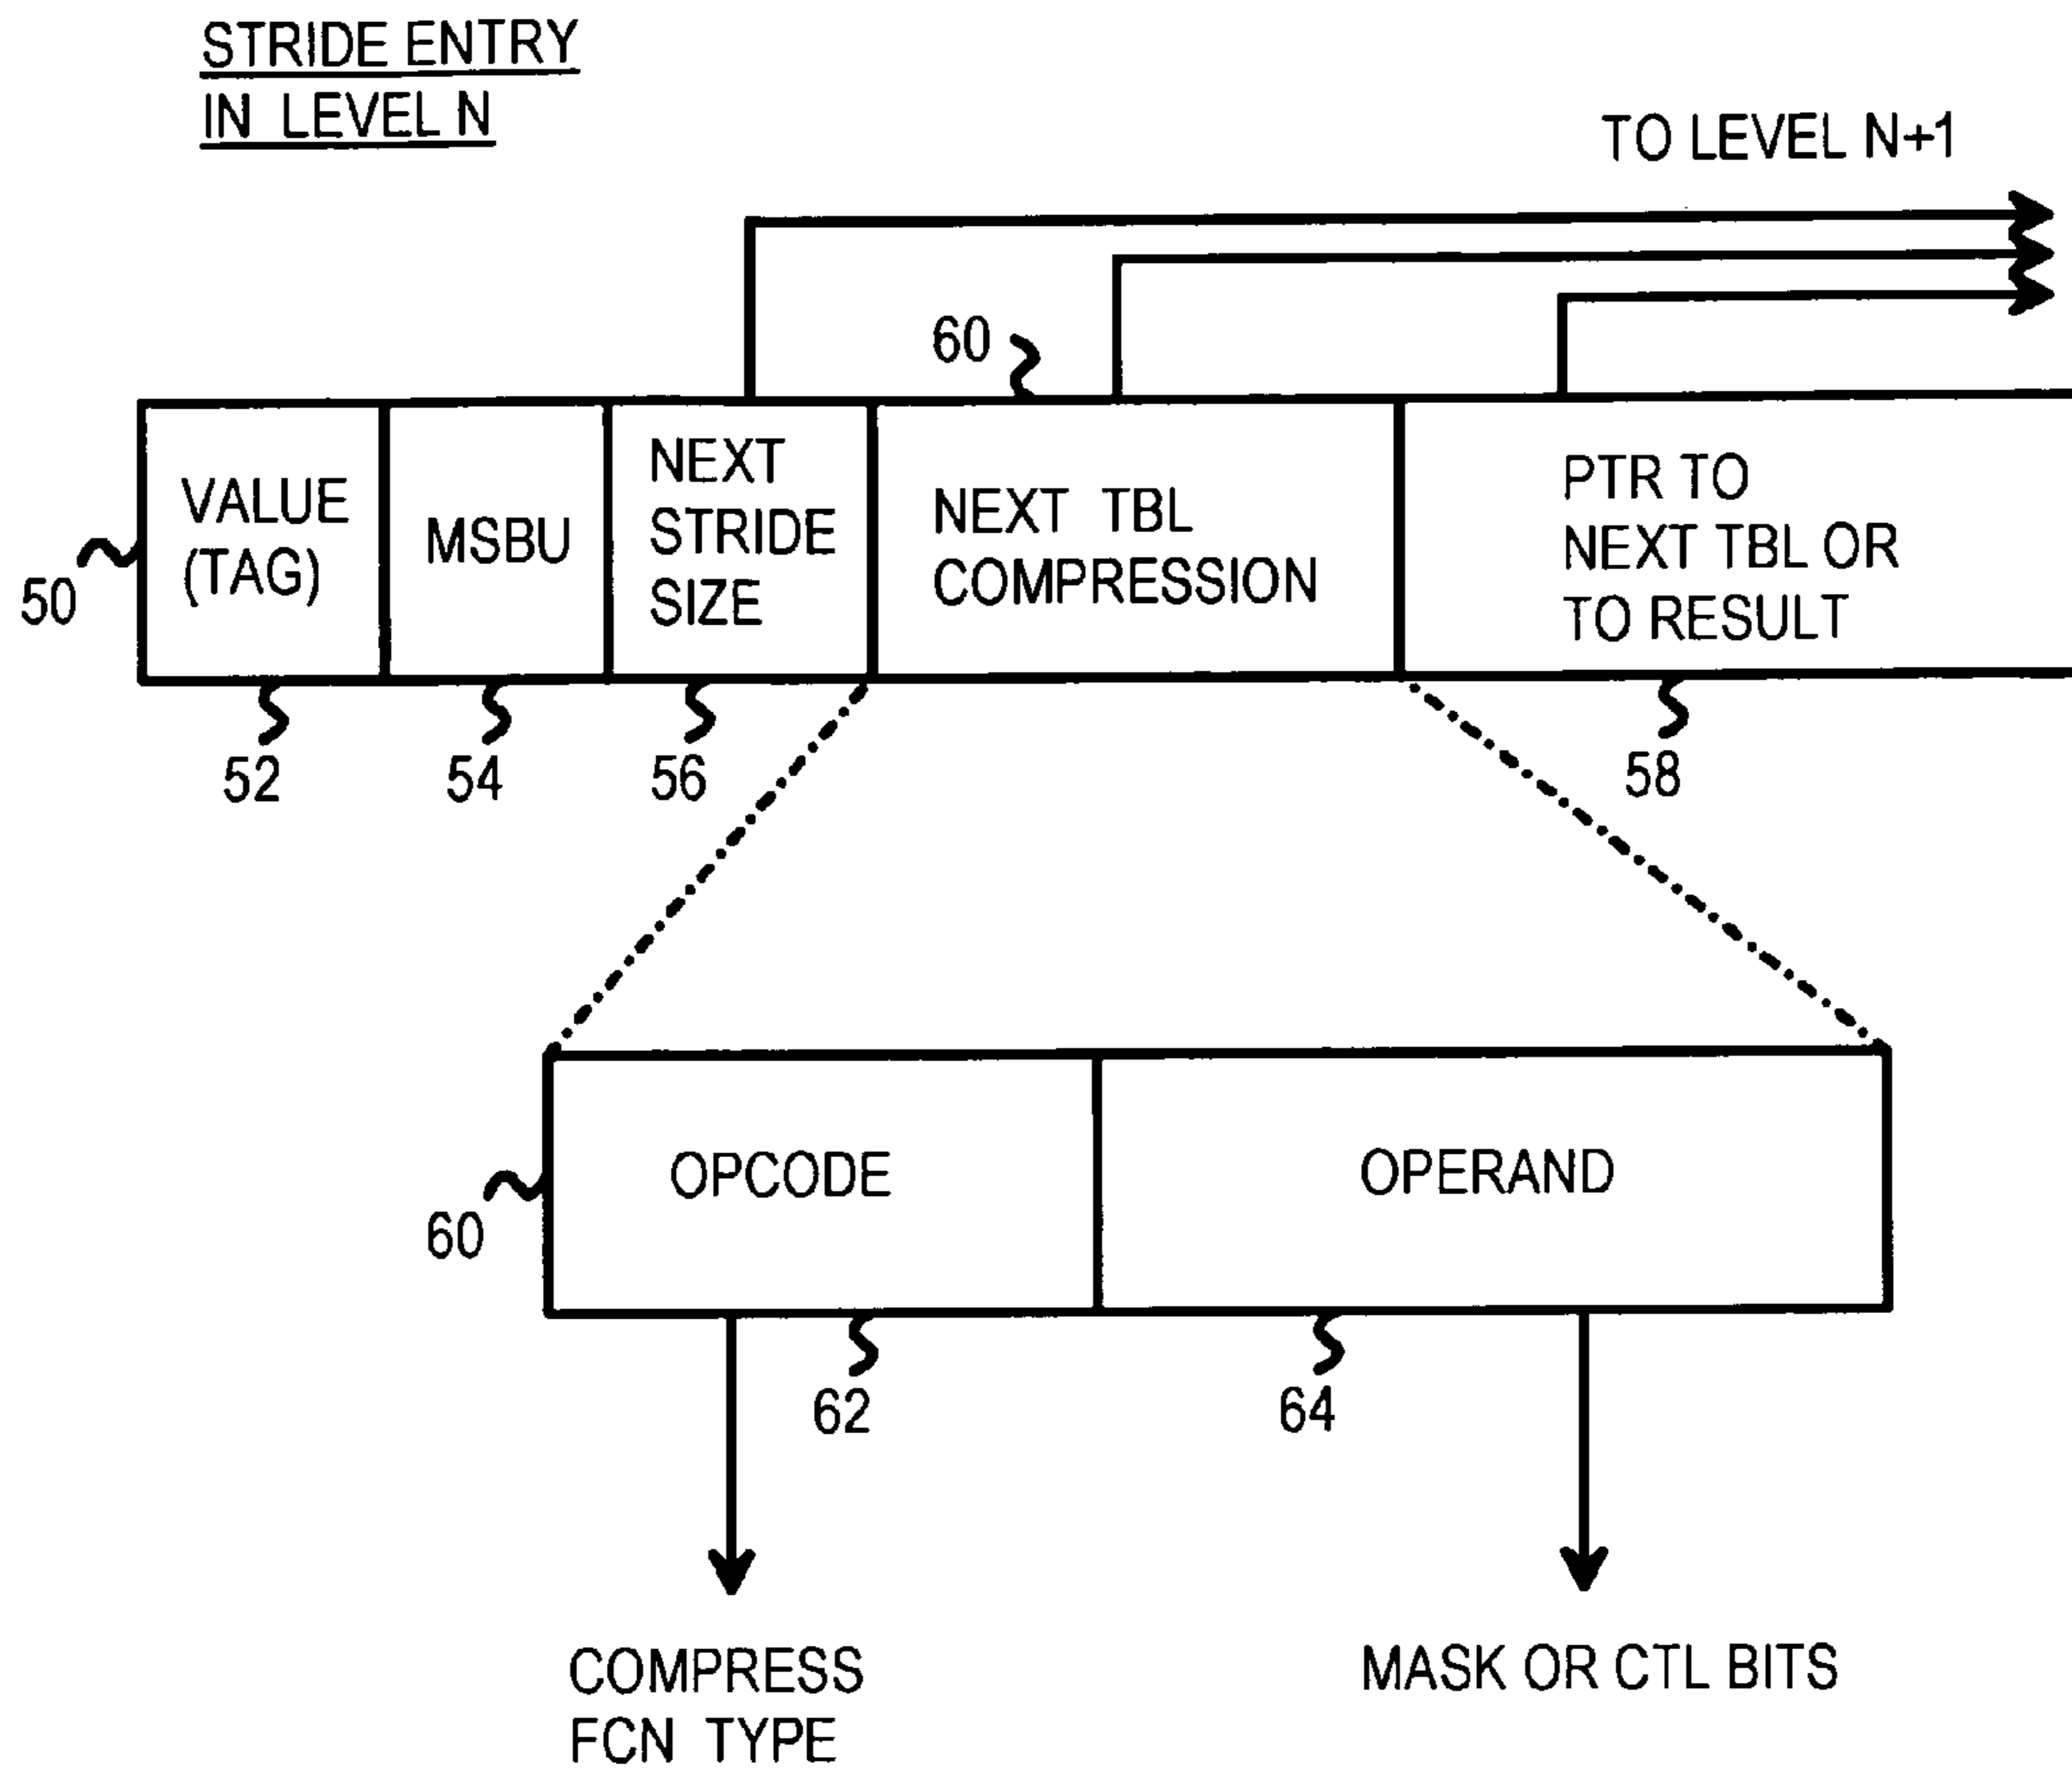 STRIDE ENTRY
IN LEVEL N
TO LEVEL N+1
60
VALUE
(TAG)
MSBU
NEXT
STRIDE
SIZE
NEXT TBL
COMPRESSION
PTR TO
NEXT TBL OR
TO RESULT
50
52
54
56
58
OPCODE
OPERAND
60
62
64
COMPRESS
FCN TYPE
MASK OR CTL BITS